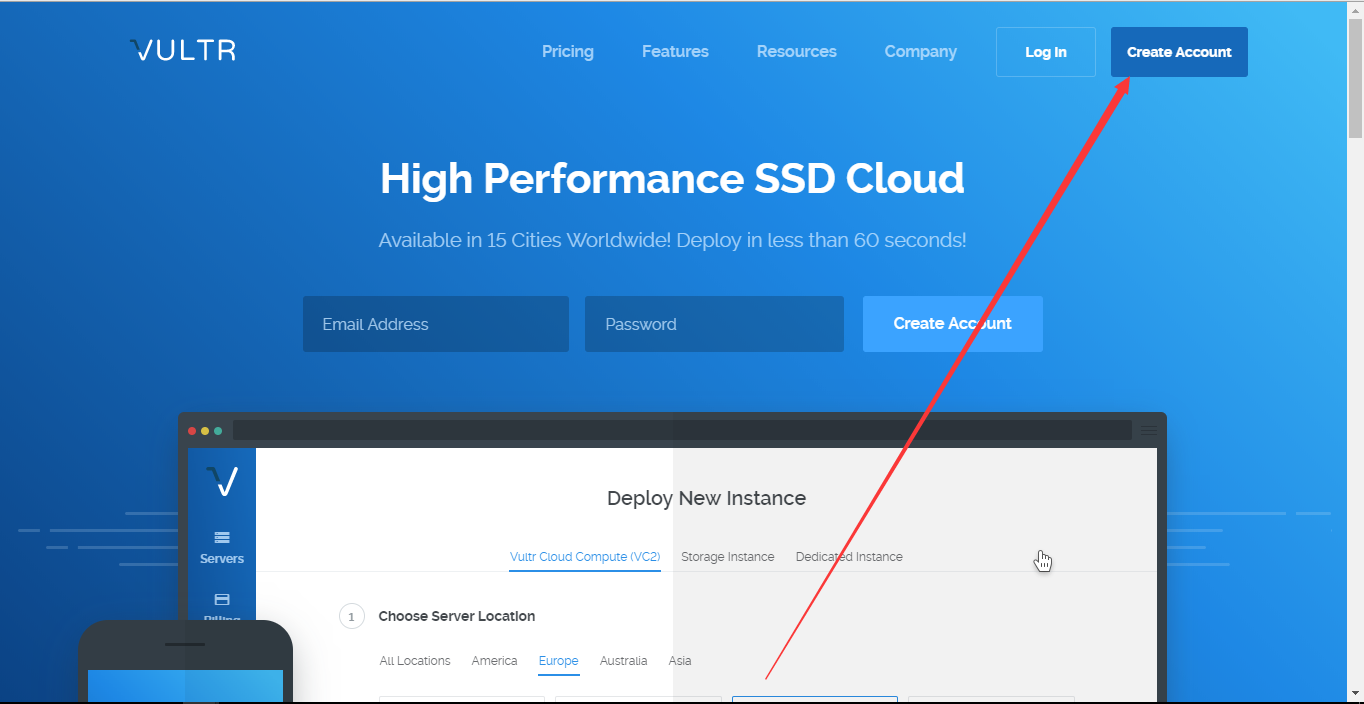 VULTR
Pricing Features Resources Company Log In Create Account
High Performance SSD Cloud
Available in 15 Cities Worldwide! Deploy in less than 60 seconds!
Email Address Password Create Account
Deploy New Instance
Servers
Vultr Cloud Compute (VC2) Storage Instance Dedicated Instance
Billing
1 Choose Server Location
All Locations America Europe Australia Asia